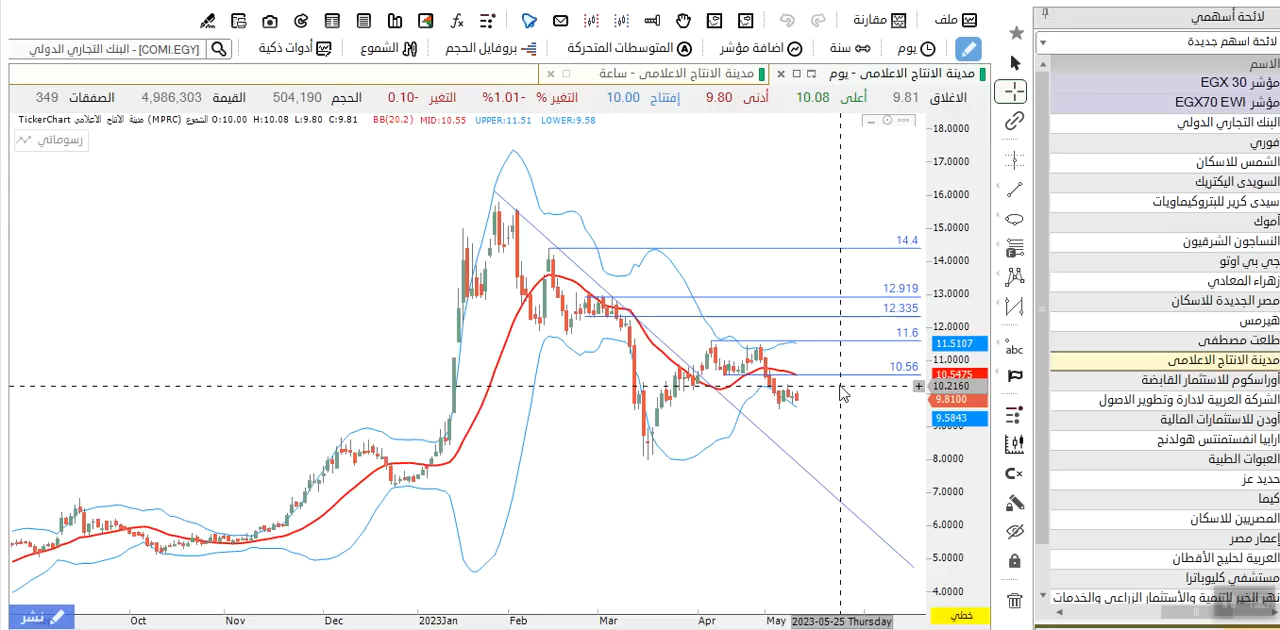 ملف
مقارنة
لائحة أسهمي
يوم
سنة
اضافة مؤشر
المتوسطات المتحركة
بروفايل الحجم
الشموع
أدوات ذكية
[COMI.EGY] - البنك التجاري الدولي
لائحة اسهم جديدة
مدينة الانتاج الاعلامى - يوم
مدينة الانتاج الاعلامى - ساعة
الاغلاق 9.81 أعلى 10.08 أدنى 9.80 إفتتاح 10.00 التغير % -1.01% التغير -0.10 الحجم 504,190 القيمة 4,986,303 الصفقات 349
TickerChart مدينة الانتاج الاعلامى (MPRC) الشموع O:10.00 H:10.08 L:9.80 C:9.81 BB(20.2) MID:10.55 UPPER:11.51 LOWER:9.58
رسوماتي
18.0000
17.0000
16.0000
15.0000
14.0000
13.0000
12.0000
11.0000
9.0000
8.0000
7.0000
6.0000
5.0000
4.0000
14.4
12.919
12.335
11.6
10.56
11.5107
10.5475
10.2160
9.8100
9.5843
abc
الاسم
مؤشر EGX 30
مؤشر EGX70 EWI
البنك التجاري الدولي
فوري
الشمس للاسكان
السويدى اليكتريك
سيدى كرير للبتروكيماويات
أموك
النساجون الشرقيون
جي بي اوتو
زهراء المعادي
مصر الجديدة للاسكان
هيرمس
طلعت مصطفى
مدينة الانتاج الاعلامى
أوراسكوم للاستثمار القابضة
الشركة العربية لادارة وتطوير الاصول
أودن للاستثمارات المالية
ارابيا انفستمنتس هولدنج
العبوات الطبية
حديد عز
كيما
المصريين للاسكان
إعمار مصر
العربية لحليج الأقطان
مستشفي كليوباترا
نهر الخير للتنمية والأستثمار الزراعى والخدمات
نشر
Oct
Nov
Dec
2023Jan
Feb
Mar
Apr
May
2023-05-25 Thursday
خطي